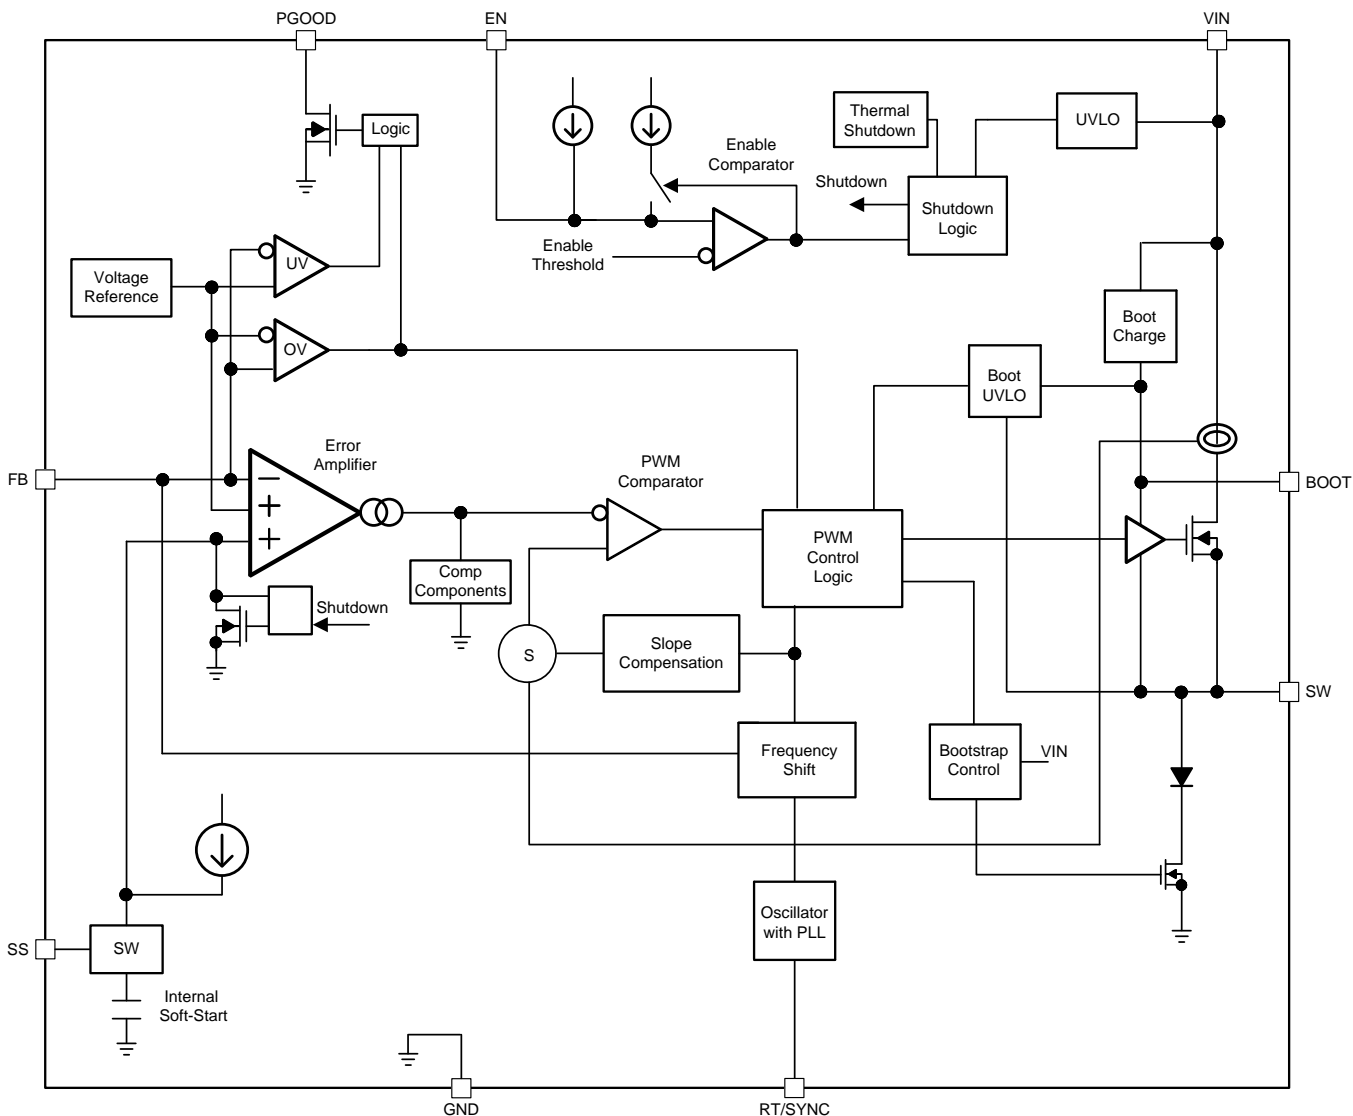 PGOOD
EN
VIN
Logic
Thermal
Shutdown
UVLO
Enable
Comparator
Shutdown
Shutdown
Logic
Enable
Threshold
Voltage
Reference
UV
OV
Boot
Charge
Boot
UVLO
Error
Amplifier
PWM
Comparator
FB
BOOT
−
+
+
PWM
Control
Logic
Comp
Components
Shutdown
S
Slope
Compensation
SW
Frequency
Shift
Bootstrap
Control
VIN
Oscillator
with PLL
SS
SW
Internal
Soft-Start
GND
RT/SYNC